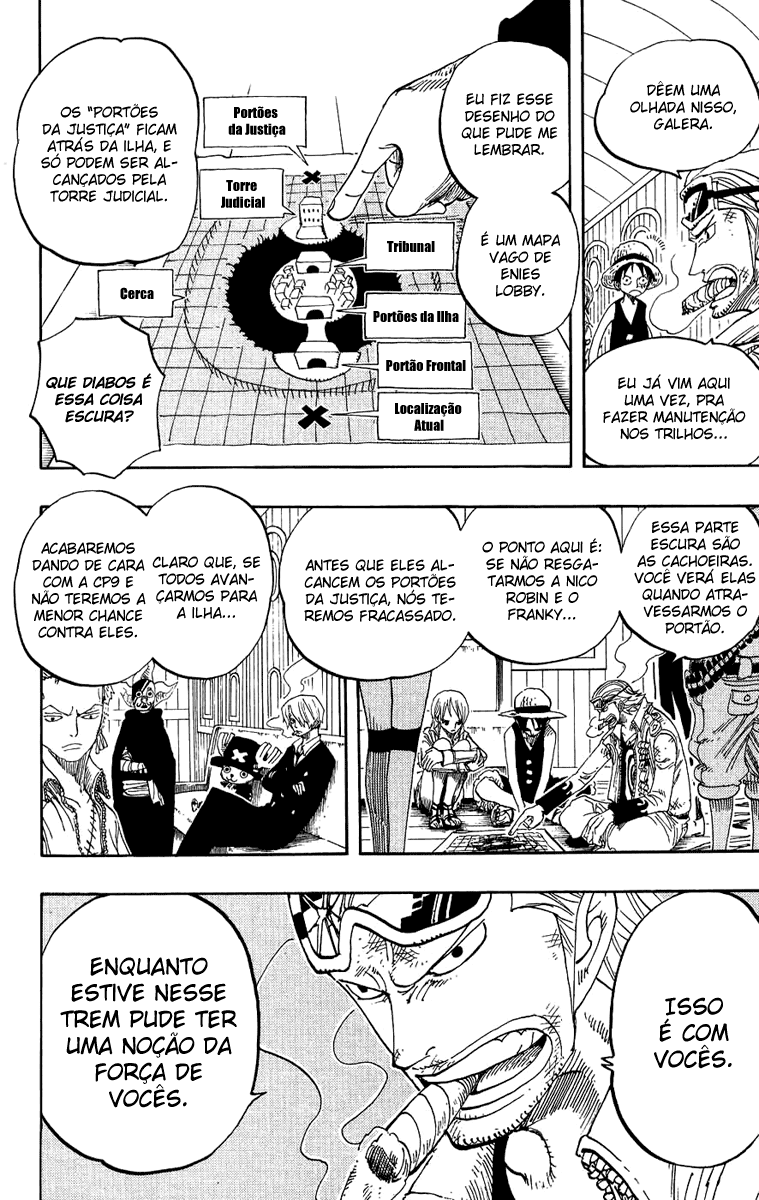 DÊEM UMA
OLHADA NISSO,
GALERA.
EU JÁ VIM AQUI
UMA VEZ, PRA
FAZER MANUTENÇÃO
NOS TRILHOS...
EU FIZ ESSE
DESENHO DO
QUE PUDE ME
LEMBRAR.
É UM MAPA
VAGO DE
ENIES
LOBBY.
Portões
da Justiça
Torre
Judicial
Tribunal
Cerca
Portões da Ilha
Portão Frontal
Localização
Atual
OS "PORTÕES
DA JUSTIÇA" FICAM
ATRÁS DA ILHA, E
SÓ PODEM SER AL-
CANÇADOS PELA
TORRE JUDICIAL.
QUE DIABOS É
ESSA COISA
ESCURA?
ESSA PARTE
ESCURA SÃO
AS CACHOEIRAS.
VOCÊ VERÁ ELAS
QUANDO ATRA-
VESSARMOS O
PORTÃO.
O PONTO AQUI É:
SE NÃO RESGA-
TARMOS A NICO
ROBIN E O
FRANKY...
ANTES QUE ELES AL-
CANCEM OS PORTÕES
DA JUSTIÇA, NÓS TE-
REMOS FRACASSADO.
CLARO QUE, SE
TODOS AVAN-
ÇARMOS PARA
A ILHA...
ACABAREMOS
DANDO DE CARA
COM A CP9 E
NÃO TEREMOS A
MENOR CHANCE
CONTRA ELES.
ISSO
É COM
VOCÊS.
ENQUANTO
ESTIVE NESSE
TREM PUDE TER
UMA NOÇÃO DA
FORÇA DE
VOCÊS.